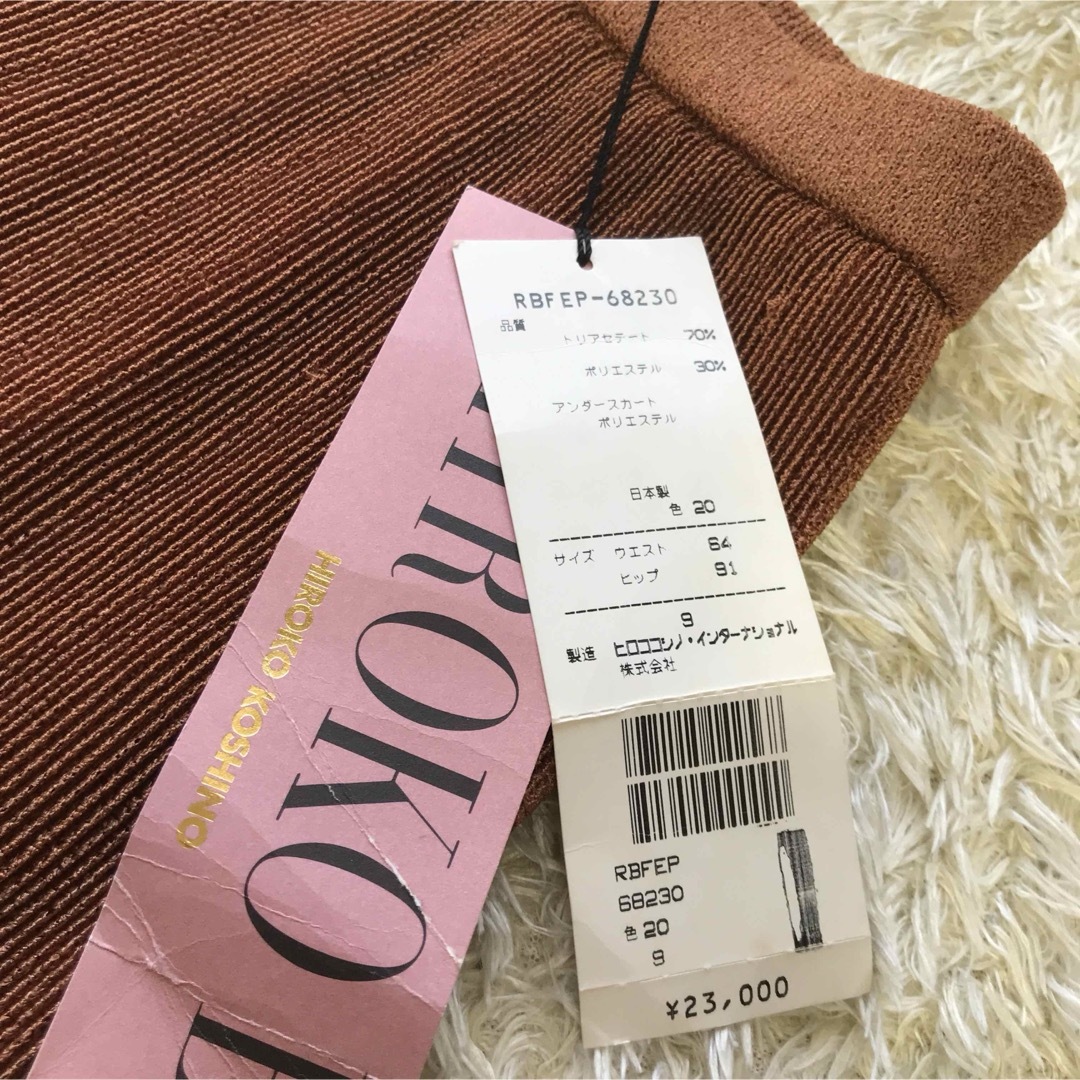 RBFEP-68230
品質
トリアセテート 70%
ポリエステル 30%
アンダースカート
ポリエステル
日本製
色 20
サイズ ウエスト 64
ヒップ 91
9
製造 ヒロココシノ・インターナショナル
株式会社
RBFEP
68230
色 20
9
¥23,000
HIROKO
HIROKO KOSHINO